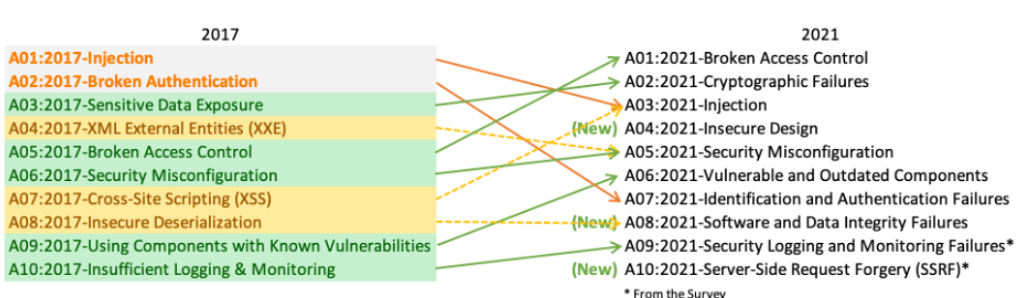 2017
2021
A01:2017-Injection
A02:2017-Broken Authentication
A03:2017-Sensitive Data Exposure
A04:2017-XML External Entities (XXE)
A05:2017-Broken Access Control
A06:2017-Security Misconfiguration
A07:2017-Cross-Site Scripting (XSS)
A08:2017-Insecure Deserialization
A09:2017-Using Components with Known Vulnerabilities
A10:2017-Insufficient Logging & Monitoring
A01:2021-Broken Access Control
A02:2021-Cryptographic Failures
A03:2021-Injection
(New) A04:2021-Insecure Design
A05:2021-Security Misconfiguration
A06:2021-Vulnerable and Outdated Components
A07:2021-Identification and Authentication Failures
(New) A08:2021-Software and Data Integrity Failures
A09:2021-Security Logging and Monitoring Failures*
(New) A10:2021-Server-Side Request Forgery (SSRF)*
* From the Survey